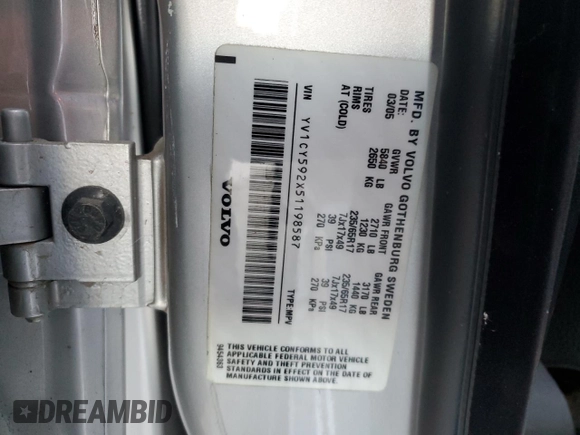 MFD. BY VOLVO GOTHENBURG SWEDEN
DATE: GVWR GAWR FRONT GAWR REAR
03/05 5840 LB 2710 LB 3170 LB
2650 KG 1230 KG 1440 KG
TIRES 235/65R17 235/65R17
RIMS 7Jx17x49 7Jx17x49
AT (COLD) 39 PSI 39 PSI
270 KPa 270 KPa
VIN YV1CY592X51198587 TYPE:MPV
VOLVO
THIS VEHICLE CONFORMS TO ALL
APPLICABLE FEDERAL MOTOR VEHICLE
SAFETY AND THEFT PREVENTION
STANDARDS IN EFFECT ON THE DATE OF
MANUFACTURE SHOWN ABOVE.
9454363
DREAMBID